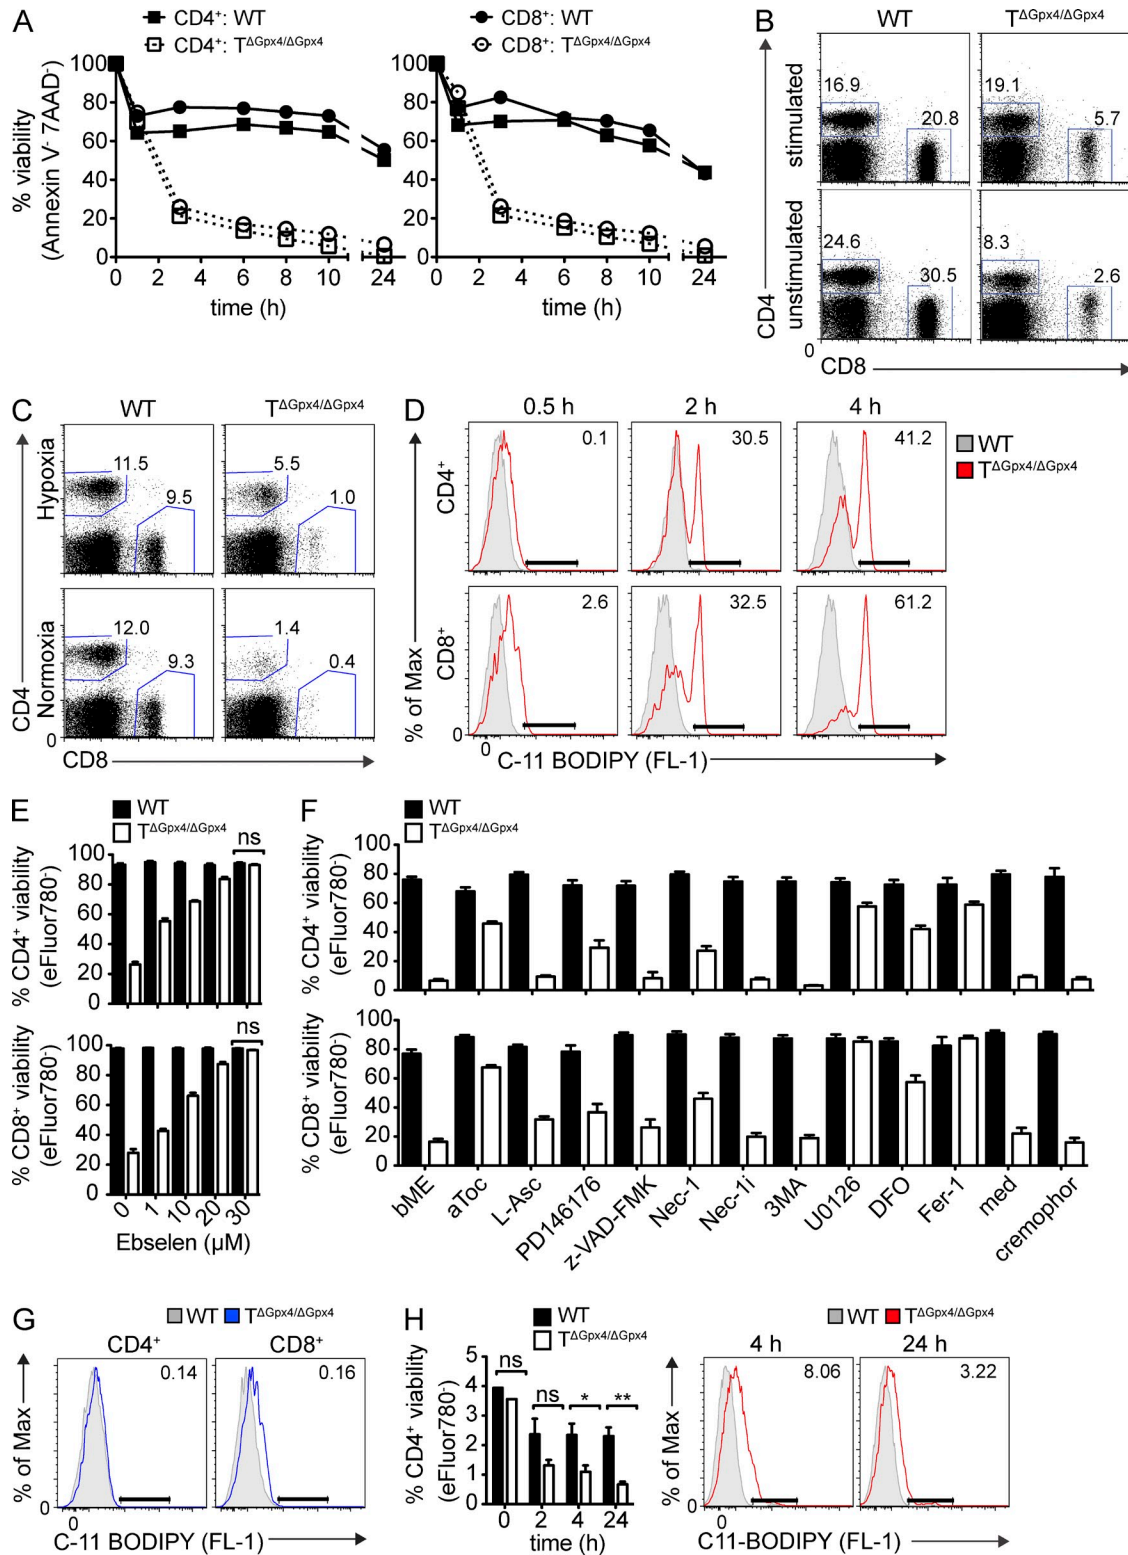 A
CD4⁺: WT
CD4⁺: T^ΔGpx4/ΔGpx4
CD8⁺: WT
CD8⁺: T^ΔGpx4/ΔGpx4
% viability
(Annexin V⁻ 7AAD⁻)
100
80
60
40
20
0
0 2 4 6 8 10 24
time (h)
100
80
60
40
20
0
0 2 4 6 8 10 24
time (h)
B
WT T^ΔGpx4/ΔGpx4
stimulated
16.9 20.8
19.1 5.7
unstimulated
24.6 30.5
8.3 2.6
CD4
0
CD8
C
WT T^ΔGpx4/ΔGpx4
Hypoxia
11.5 9.5
5.5 1.0
Normoxia
12.0 9.3
1.4 0.4
CD4
0
CD8
D
0.5 h 2 h 4 h
WT
T^ΔGpx4/ΔGpx4
CD4⁺
0.1 30.5 41.2
CD8⁺
2.6 32.5 61.2
% of Max
0
0
C-11 BODIPY (FL-1)
E
WT
T^ΔGpx4/ΔGpx4
ns
% CD4⁺ viability
(eFluor780⁻)
100
80
60
40
20
0
ns
% CD8⁺ viability
(eFluor780⁻)
100
80
60
40
20
0
0 1 10 20 30
Ebselen (µM)
F
WT
T^ΔGpx4/ΔGpx4
% CD4⁺ viability
(eFluor780⁻)
100
80
60
40
20
0
% CD8⁺ viability
(eFluor780⁻)
100
80
60
40
20
0
bME aToc L-Asc PD146176 z-VAD-FMK Nec-1 Nec-1i 3MA U0126 DFO Fer-1 med cremophor
G
WT T^ΔGpx4/ΔGpx4
CD4⁺ CD8⁺
0.14 0.16
% of Max
0
0
C-11 BODIPY (FL-1)
H
WT
T^ΔGpx4/ΔGpx4
% CD4⁺ viability
(eFluor780⁻)
5
4
3
2
1
0
ns ns * **
0 2 4 24
time (h)
WT T^ΔGpx4/ΔGpx4
4 h 24 h
8.06 3.22
% of Max
0
0
C11-BODIPY (FL-1)